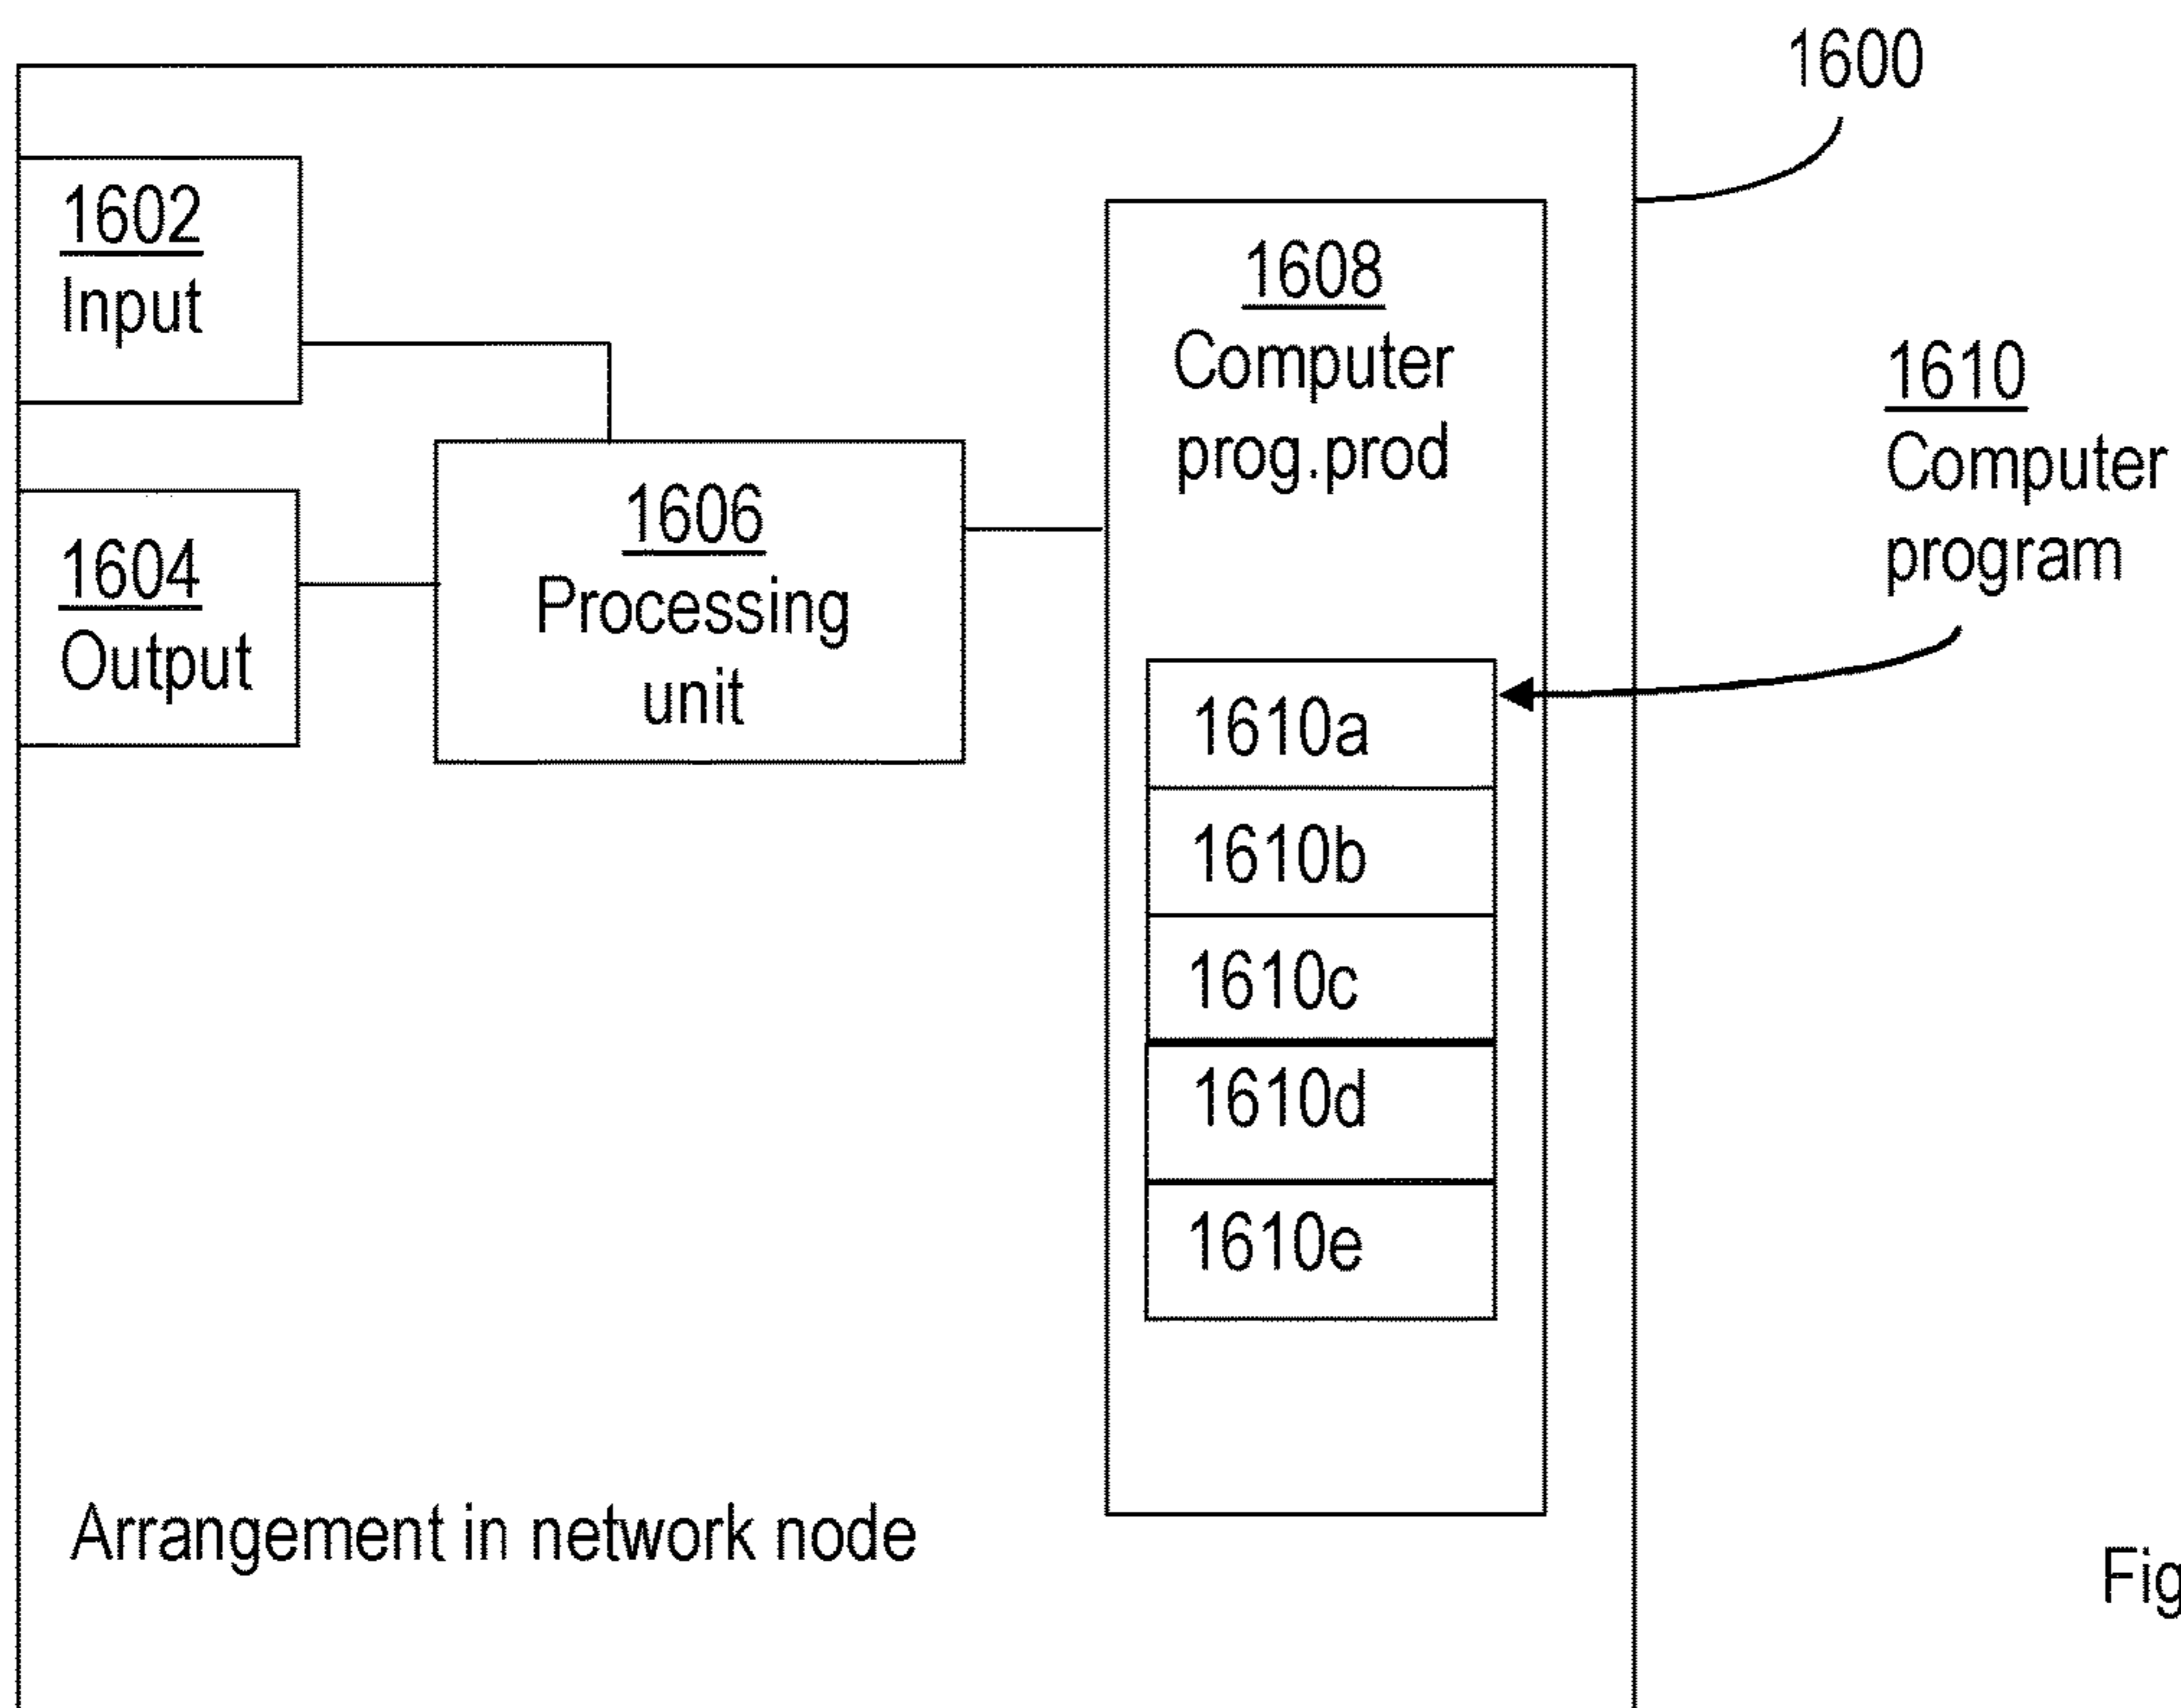 1600
1602
Input
1604
Output
1606
Processing
unit
1608
Computer
prog.prod
1610
Computer
program
1610a
1610b
1610c
1610d
1610e
Arrangement in network node
Fig